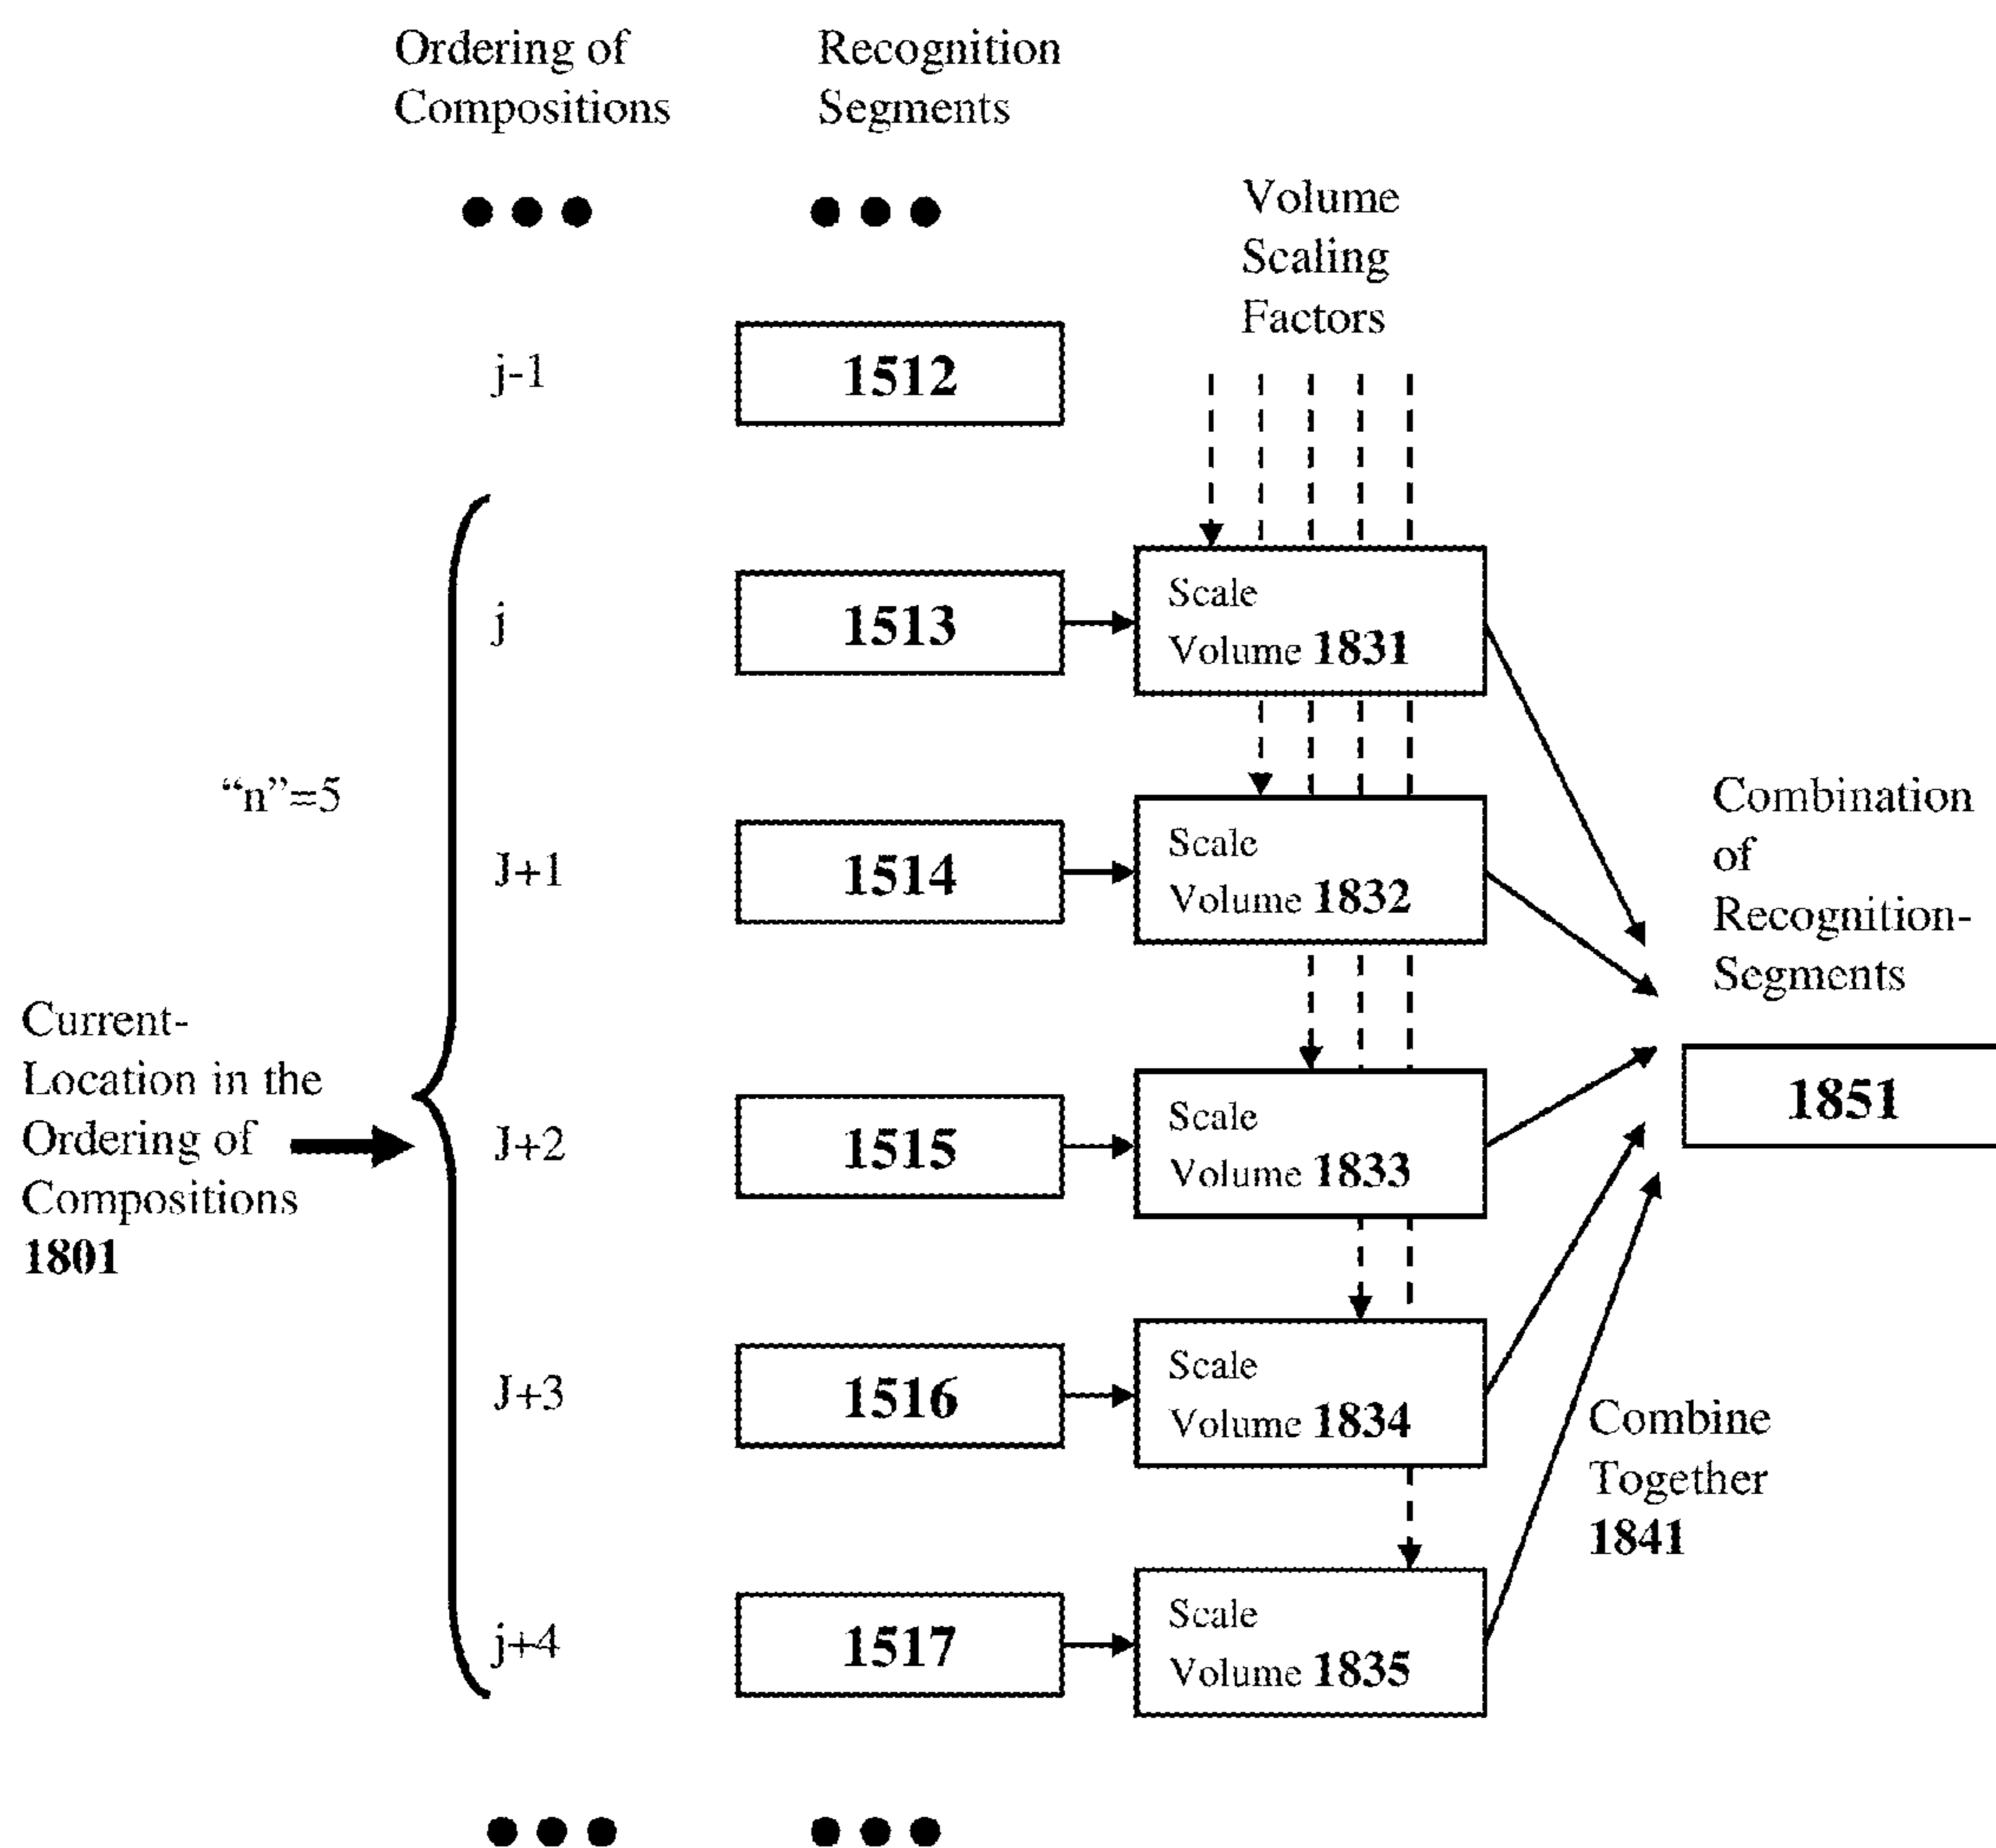 Ordering of
Compositions
Recognition
Segments
Volume
Scaling
Factors
j-1
1512
j
1513
Scale
Volume 1831
"n"=5
J+1
1514
Scale
Volume 1832
Combination
of
Recognition-
Segments
Current-
Location in the
Ordering of
Compositions
1801
J+2
1515
Scale
Volume 1833
1851
J+3
1516
Scale
Volume 1834
Combine
Together
1841
j+4
1517
Scale
Volume 1835